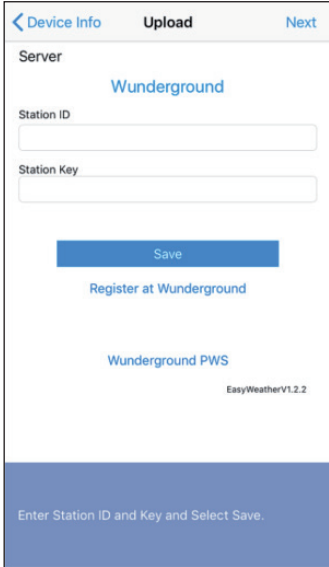 Device Info Upload Next
Server
Wunderground
Station ID
Station Key
Save
Register at Wunderground
Wunderground PWS
EasyWeatherV1.2.2
Enter Station ID and Key and Select Save.